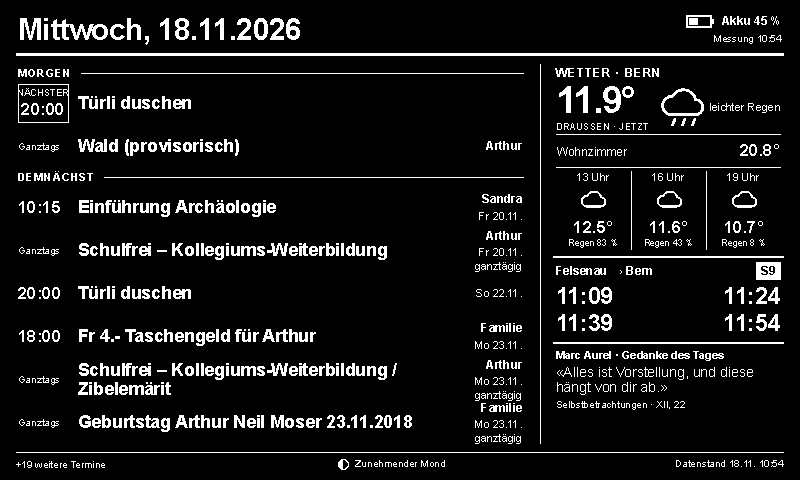 Mittwoch, 18.11.2026
Akku 45 %
Messung 10:54
MORGEN
NÄCHSTER
20:00 Türli duschen
Ganztags Wald (provisorisch) Arthur
DEMNÄCHST
10:15 Einführung Archäologie Sandra
Fr 20.11.
Ganztags Schulfrei – Kollegiums-Weiterbildung Arthur
Fr 20.11.
ganztägig
20:00 Türli duschen So 22.11.
18:00 Fr 4.- Taschengeld für Arthur Familie
Mo 23.11.
Ganztags Schulfrei – Kollegiums-Weiterbildung /
Zibelemärit
Arthur
Mo 23.11.
ganztägig
Ganztags Geburtstag Arthur Neil Moser 23.11.2018 Familie
Mo 23.11.
ganztägig
WETTER · BERN
11.9° leichter Regen
DRAUSSEN · JETZT
Wohnzimmer 20.8°
13 Uhr 16 Uhr 19 Uhr
12.5° 11.6° 10.7°
Regen 83 % Regen 43 % Regen 8 %
Felsenau › Bern S9
11:09 11:24
11:39 11:54
Marc Aurel · Gedanke des Tages
«Alles ist Vorstellung, und diese
hängt von dir ab.»
Selbstbetrachtungen · XII, 22
+19 weitere Termine
Zunehmender Mond
Datenstand 18.11. 10:54